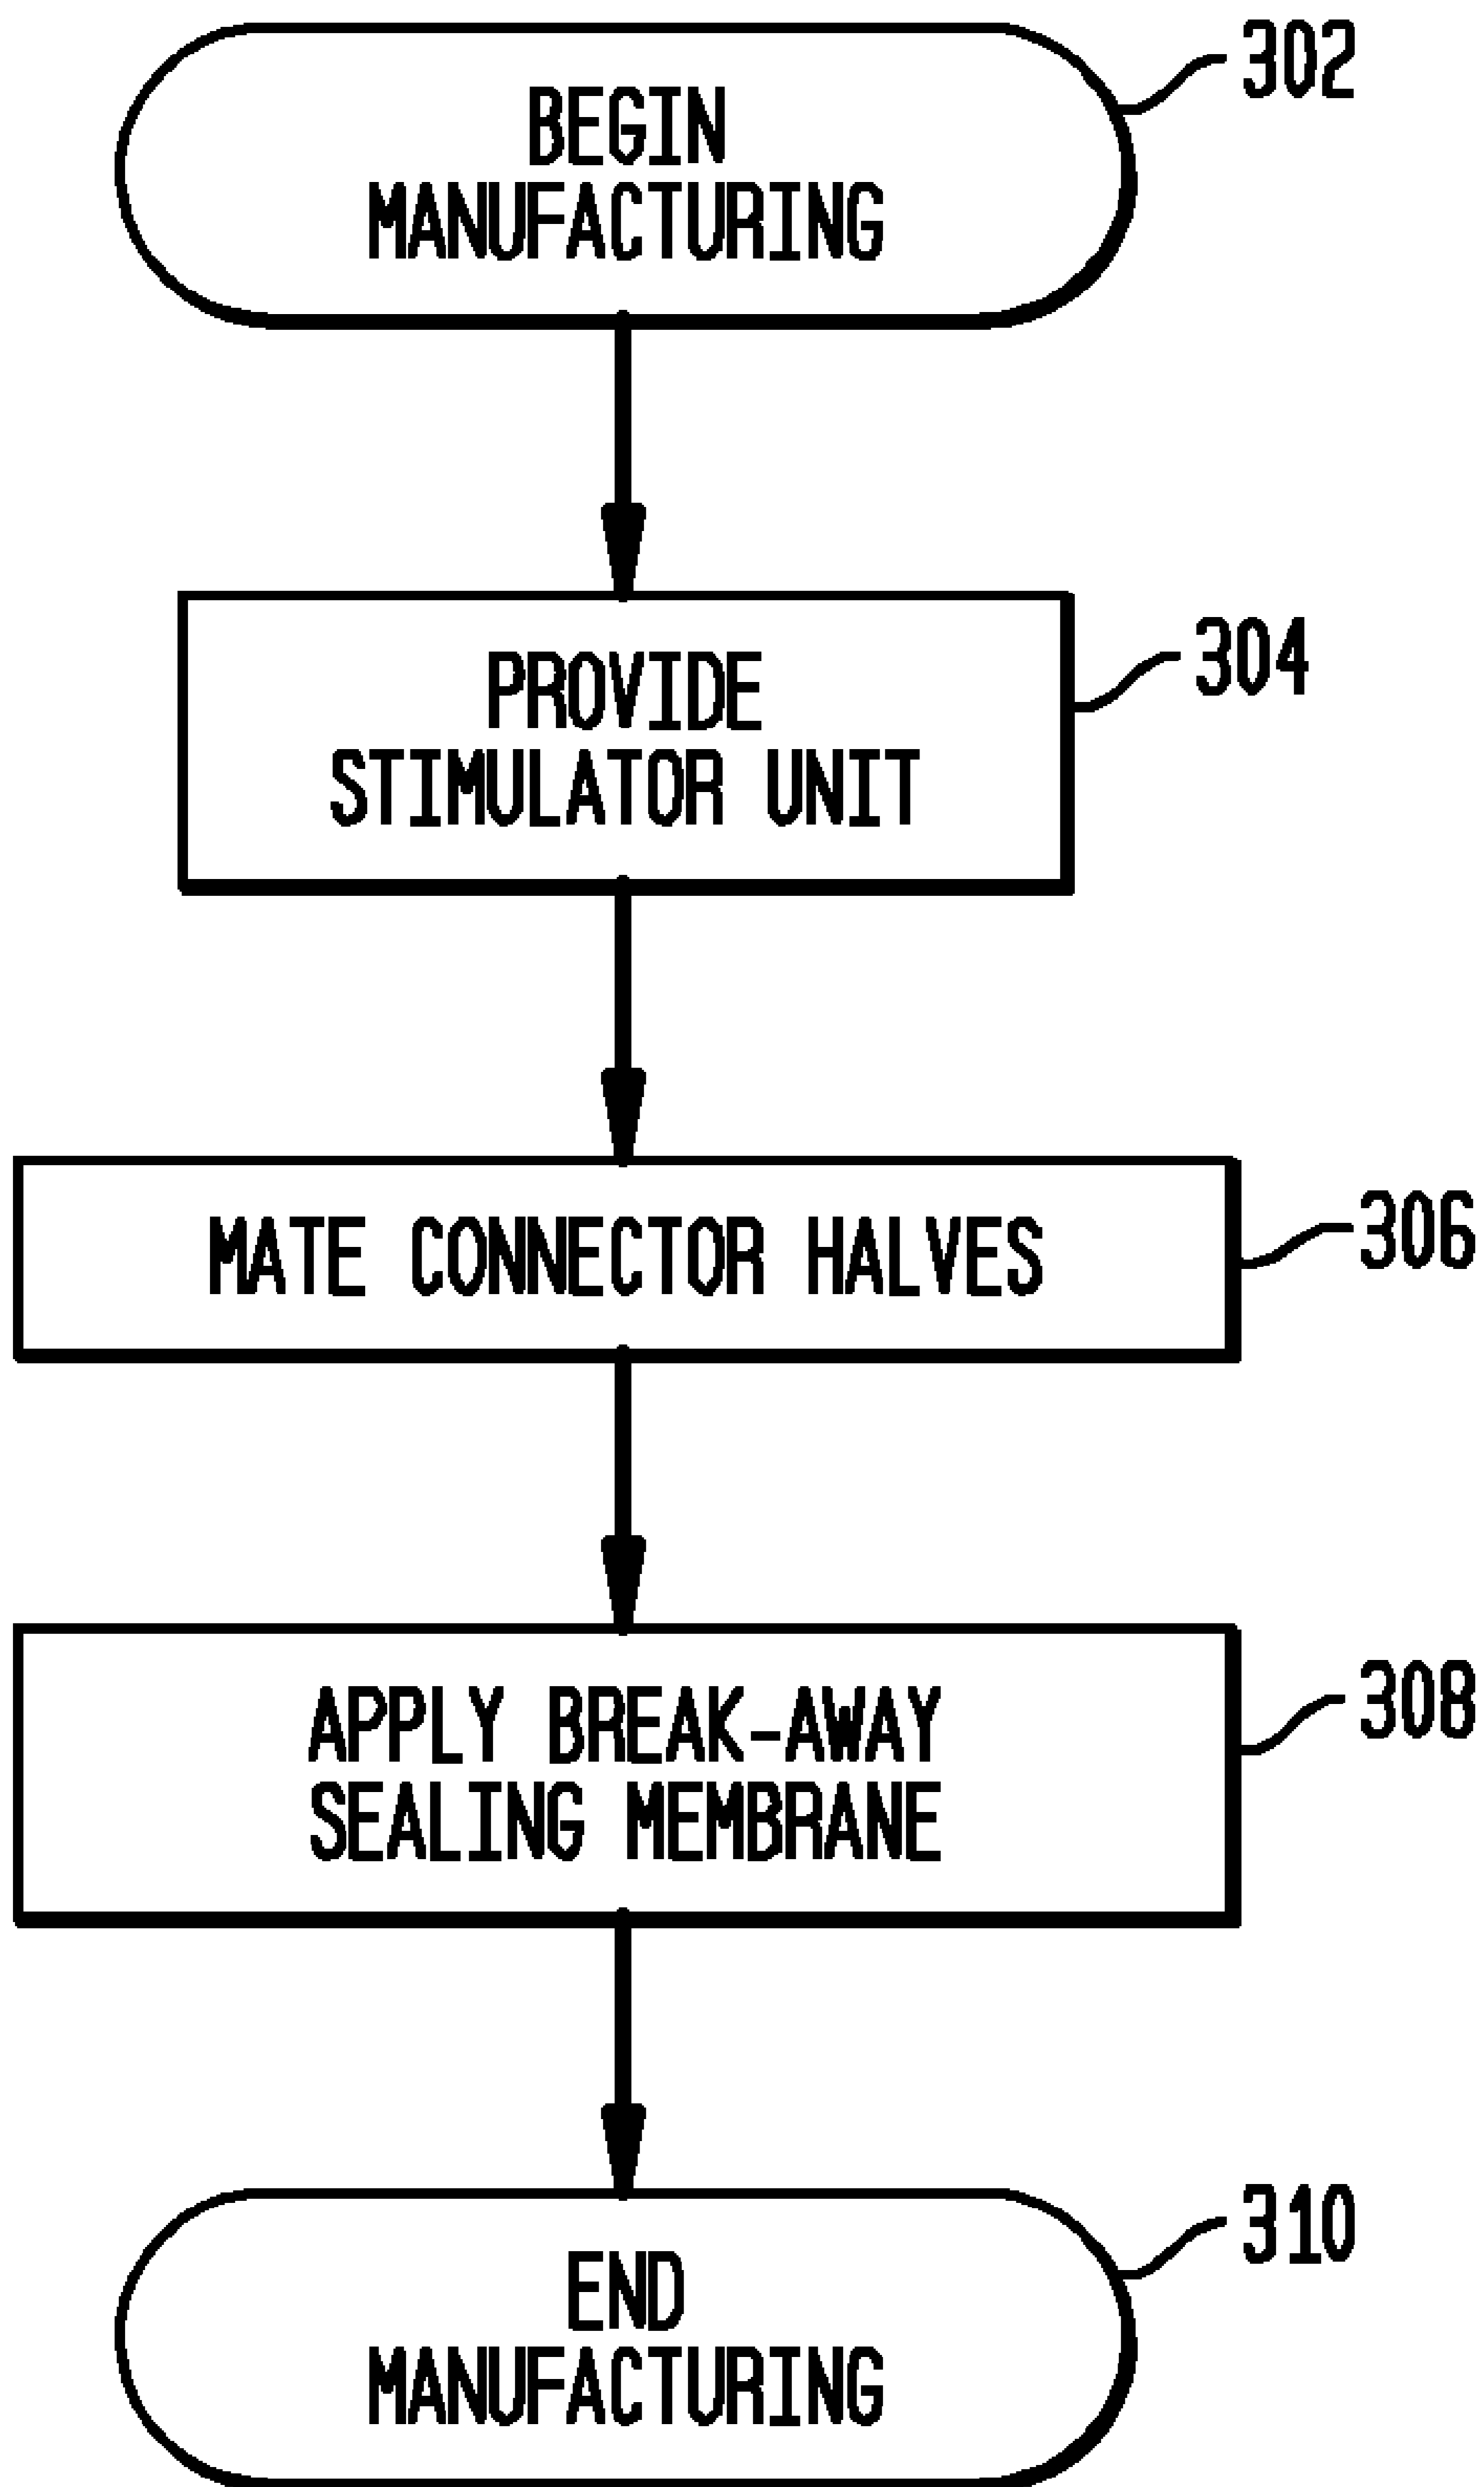 302
BEGIN
MANUFACTURING
304
PROVIDE
STIMULATOR UNIT
306
MATE CONNECTOR HALVES
308
APPLY BREAK-AWAY
SEALING MEMBRANE
310
END
MANUFACTURING